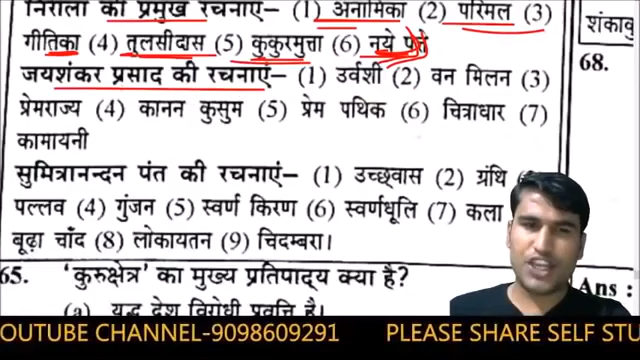 निराला की प्रमुख रचनाएं- (1) अनामिका (2) परिमल (3)
गीतिका (4) तुलसीदास (5) कुकुरमुत्ता (6) नये पत्ते
जयशंकर प्रसाद की रचनाएं- (1) उर्वशी (2) वन मिलन (3)
प्रेमराज्य (4) कानन कुसुम (5) प्रेम पथिक (6) चित्राधार (7)
कामायनी
सुमित्रानन्दन पंत की रचनाएं- (1) उच्छ्वास (2) ग्रंथि
पल्लव (4) गुंजन (5) स्वर्ण किरण (6) स्वर्णधूलि (7) कला
बूढ़ा चाँद (8) लोकायतन (9) चिदम्बरा।
65. 'कुरुक्षेत्र' का मुख्य प्रतिपाद्य क्या है?
(a) युद्ध देश विरोधी प्रवृत्ति है।
शंकावु
68.
Ans :
OUTUBE CHANNEL-9098609291 PLEASE SHARE SELF STU